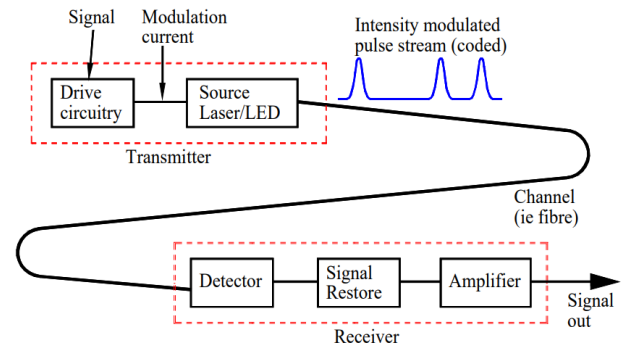 Signal
Modulation
current
Intensity modulated
pulse stream (coded)
Drive
circuitry
Source
Laser/LED
Transmitter
Channel
(ie fibre)
Detector
Signal
Restore
Amplifier
Signal
out
Receiver